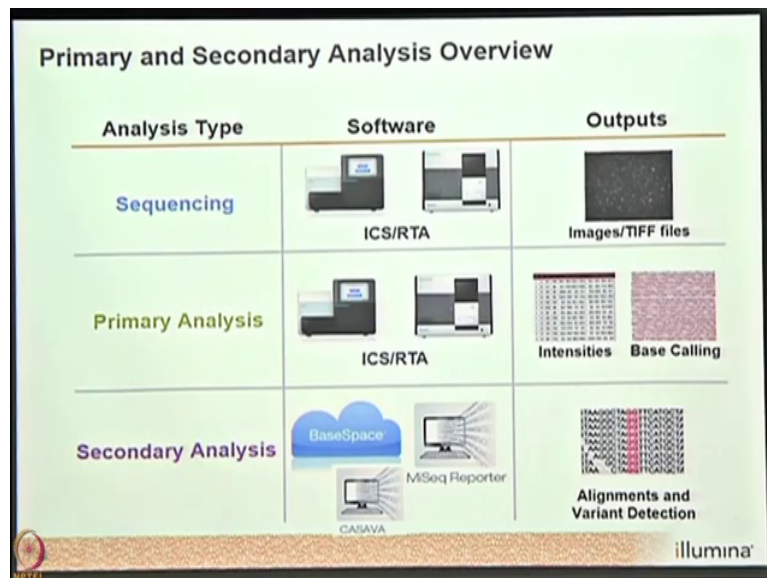 Primary and Secondary Analysis Overview
Analysis Type Software Outputs
Sequencing
ICS/RTA
Images/TIFF files
Primary Analysis
ICS/RTA
Intensities Base Calling
Secondary Analysis
BaseSpace
MiSeq Reporter
CASAVA
Alignments and
Variant Detection
illumina
NPTEL